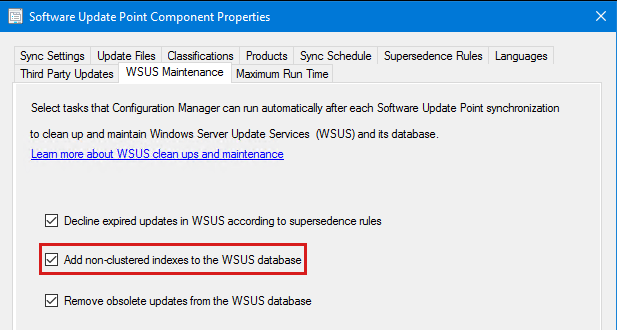 Software Update Point Component Properties
Sync Settings Update Files Classifications Products Sync Schedule Supersedence Rules Languages
Third Party Updates WSUS Maintenance Maximum Run Time
Select tasks that Configuration Manager can run automatically after each Software Update Point synchronization
to clean up and maintain Windows Server Update Services (WSUS) and its database.
Learn more about WSUS clean ups and maintenance
Decline expired updates in WSUS according to supersedence rules
Add non-clustered indexes to the WSUS database
Remove obsolete updates from the WSUS database